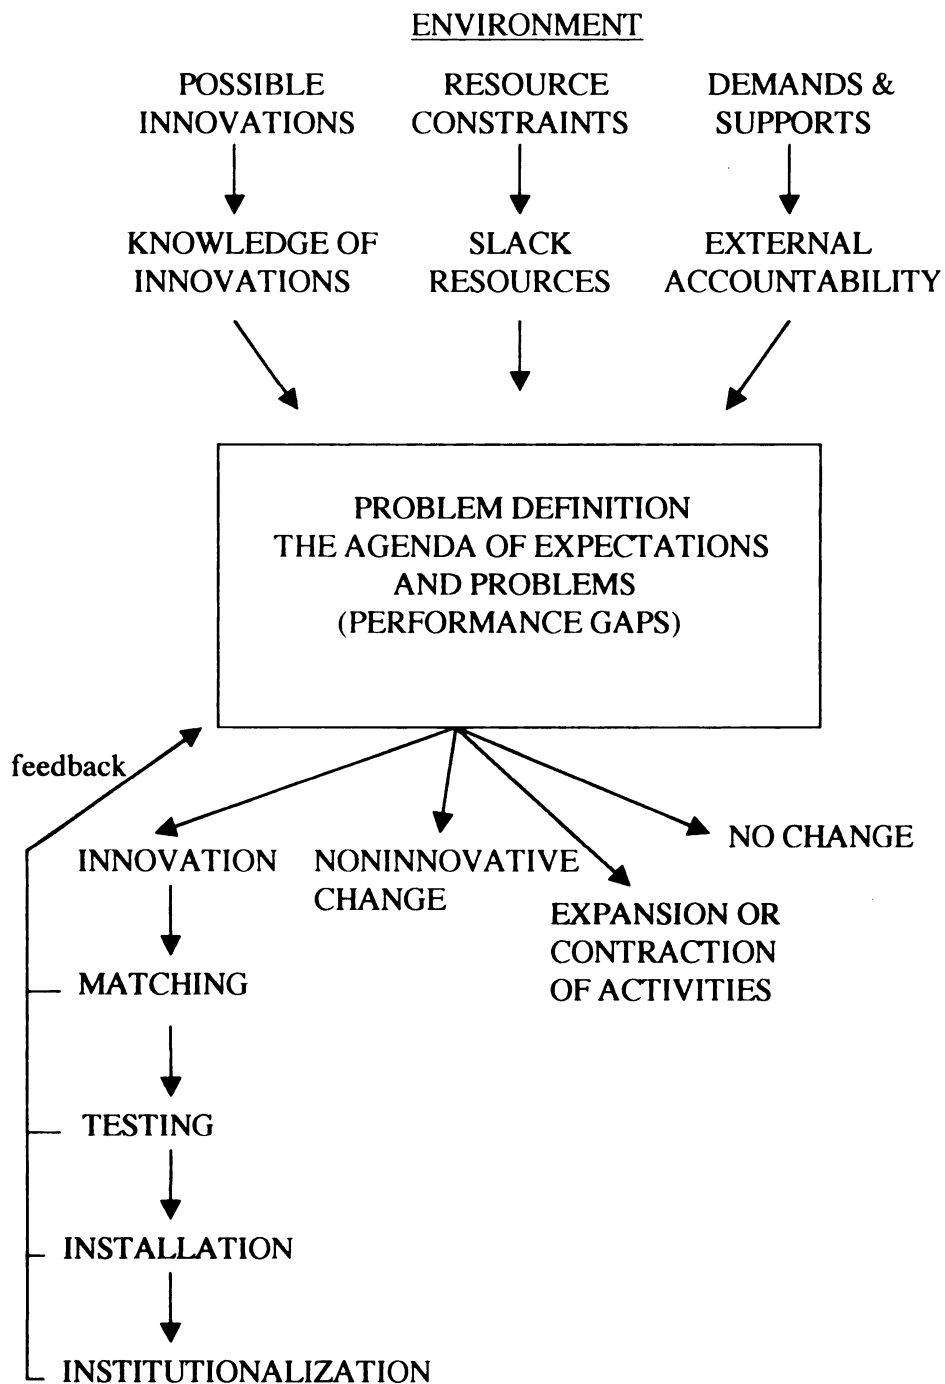 ENVIRONMENT
POSSIBLE
INNOVATIONS
RESOURCE
CONSTRAINTS
DEMANDS &
SUPPORTS
KNOWLEDGE OF
INNOVATIONS
SLACK
RESOURCES
EXTERNAL
ACCOUNTABILITY
PROBLEM DEFINITION
THE AGENDA OF EXPECTATIONS
AND PROBLEMS
(PERFORMANCE GAPS)
feedback
INNOVATION
NONINNOVATIVE
CHANGE
EXPANSION OR
CONTRACTION
OF ACTIVITIES
NO CHANGE
MATCHING
TESTING
INSTALLATION
INSTITUTIONALIZATION